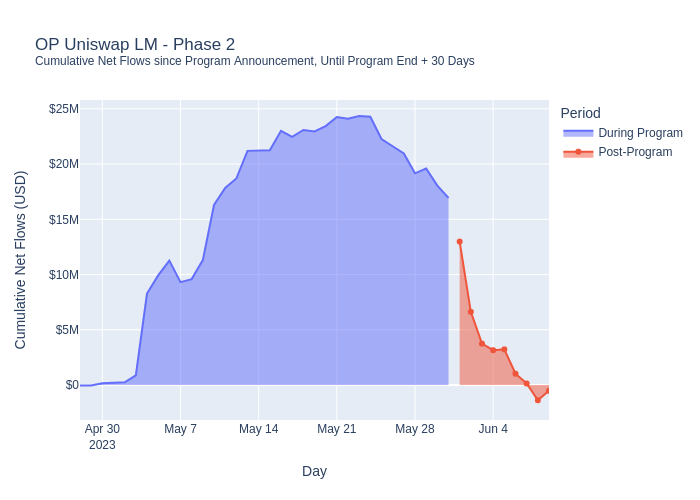 OP Uniswap LM - Phase 2
Cumulative Net Flows since Program Announcement, Until Program End + 30 Days
Period
During Program
Post-Program
Cumulative Net Flows (USD)
$25M
$20M
$15M
$10M
$5M
$0
Apr 30
2023
May 7
May 14
May 21
May 28
Jun 4
Day